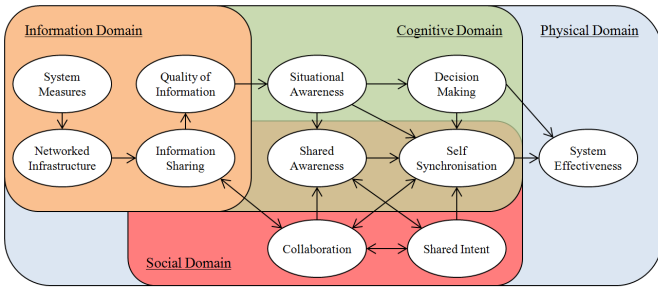 Information Domain
Cognitive Domain
Physical Domain
System
Measures
Quality of
Information
Situational
Awareness
Decision
Making
Networked
Infrastructure
Information
Sharing
Shared
Awareness
Self
Synchronisation
System
Effectiveness
Collaboration
Shared Intent
Social Domain